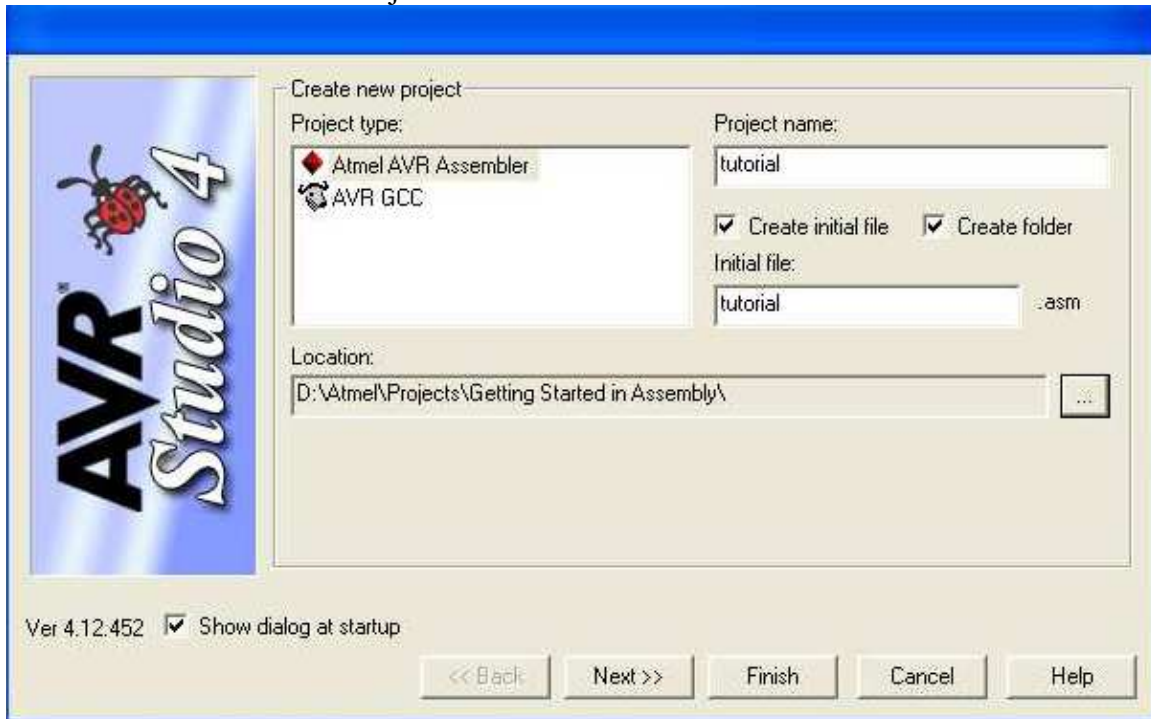 AVR®
Studio 4
Create new project
Project type:
Atmel AVR Assembler
AVR GCC
Project name:
tutorial
Create initial file
Create folder
Initial file:
tutorial
.asm
Location:
D:\Atmel\Projects\Getting Started in Assembly\
...
Ver 4.12.452
Show dialog at startup
<< Back
Next >>
Finish
Cancel
Help